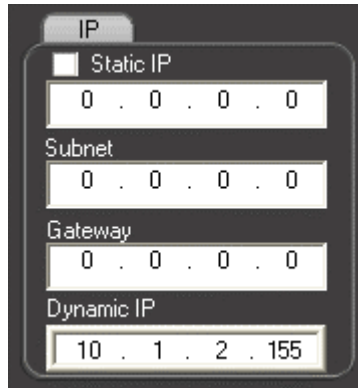 IP
Static IP
0 . 0 . 0 . 0
Subnet
0 . 0 . 0 . 0
Gateway
0 . 0 . 0 . 0
Dynamic IP
10 . 1 . 2 . 155